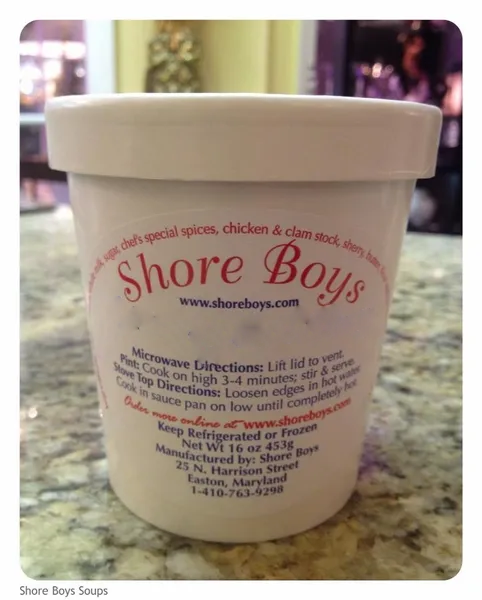 milk, sugar, chef's special spices, chicken & clam stock, sherry, butter,
Shore Boys
www.shoreboys.com
Microwave Directions: Lift lid to vent.
Pint: Cook on high 3-4 minutes; stir & serve.
Stove Top Directions: Loosen edges in hot water
Cook in sauce pan on low until completely hot.
Order more online at www.shoreboys.com
Keep Refrigerated or Frozen
Net Wt 16 oz 453g
Manufactured by: Shore Boys
25 N. Harrison Street
Easton, Maryland
1-410-763-9298
Shore Boys Soups